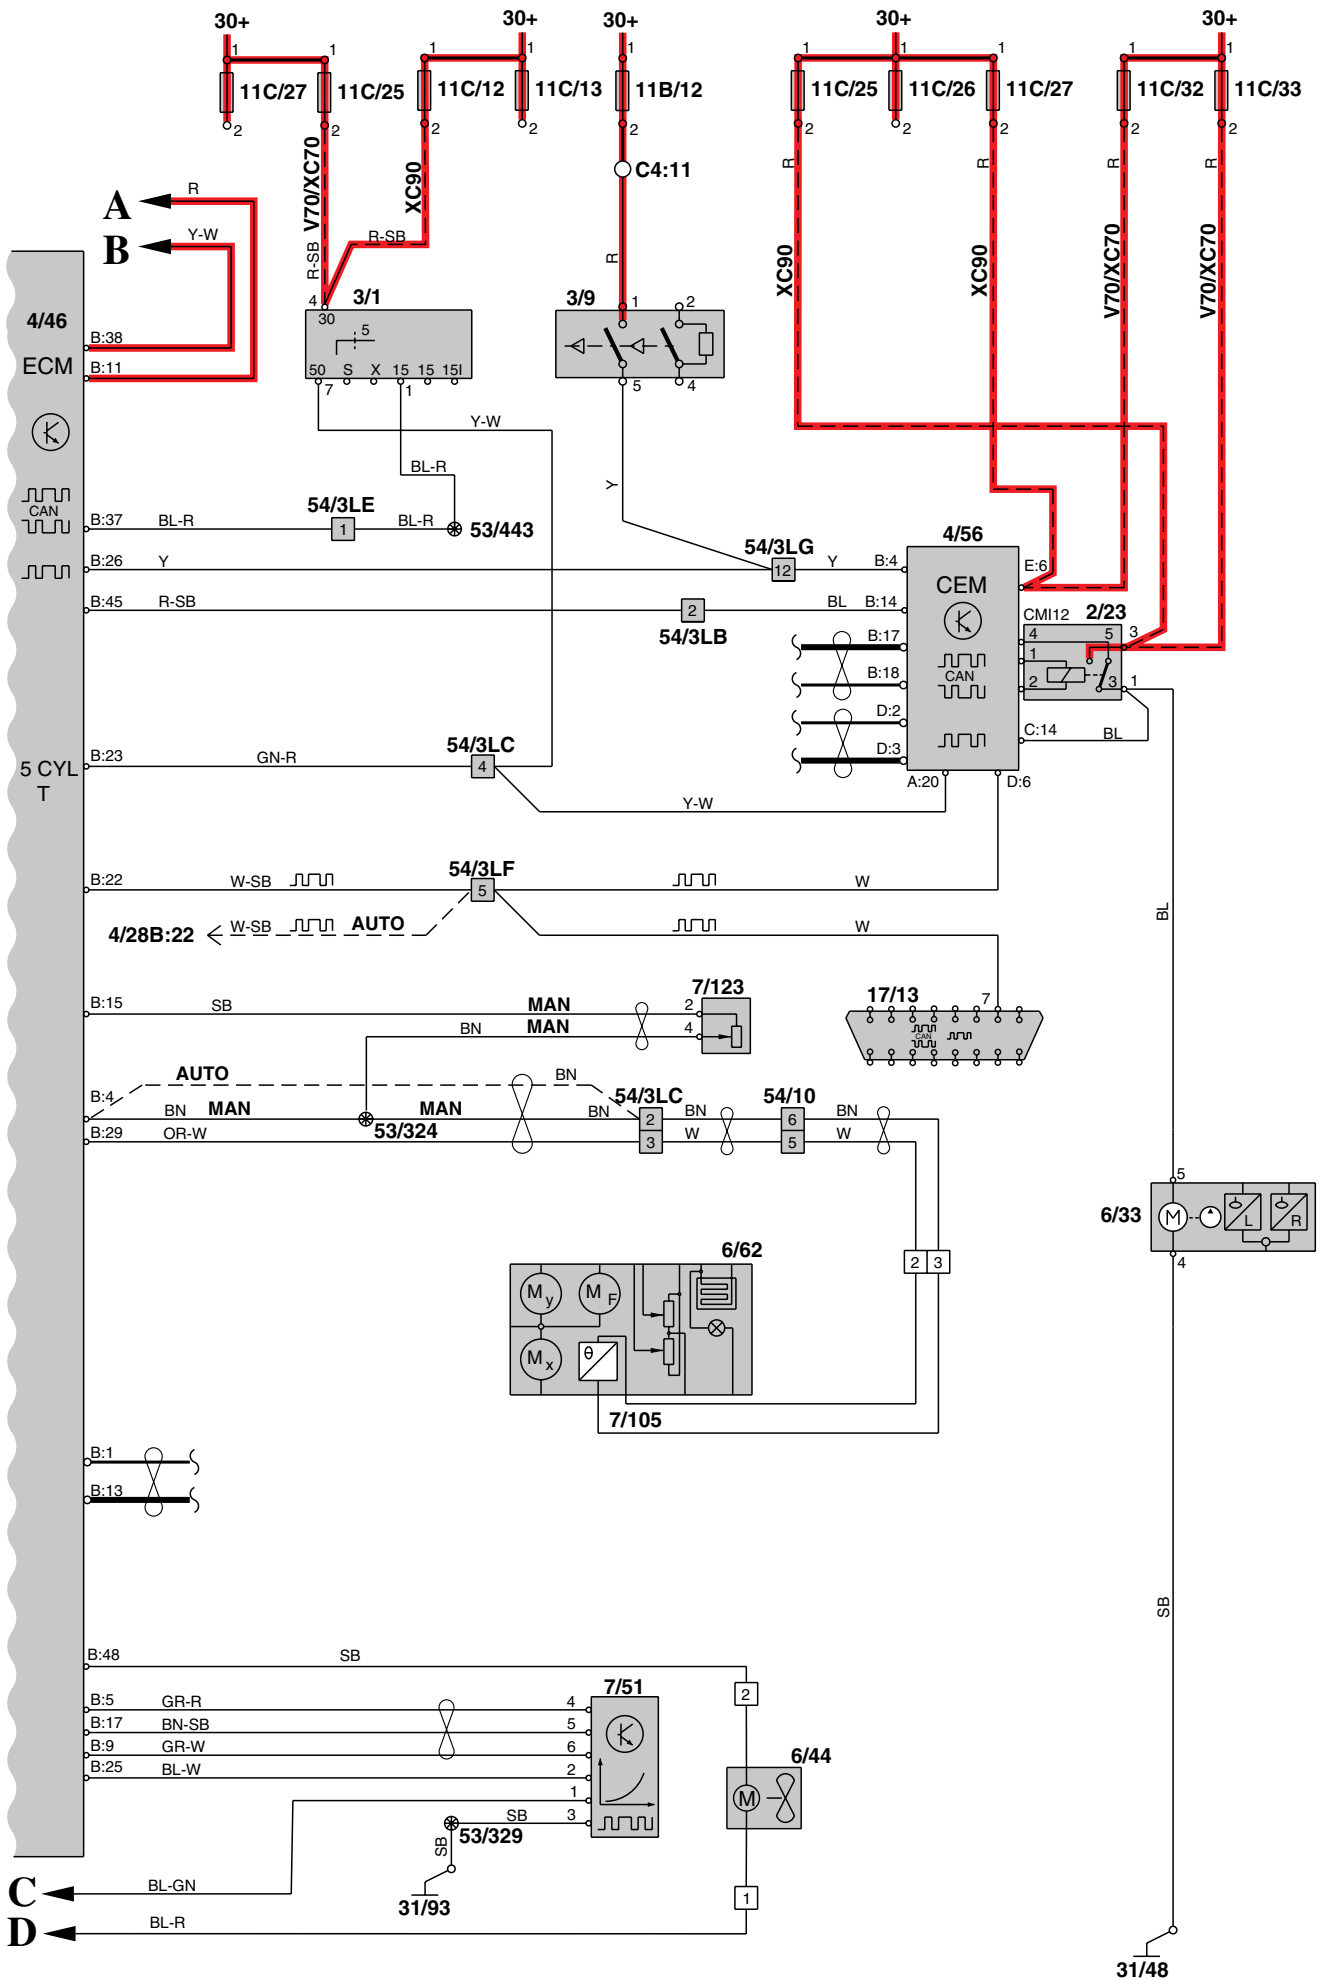 30+ 30+ 30+ 30+ 30+
1 1 1 1 1 1 1 1 1 1
11C/27 11C/25 11C/12 11C/13 11B/12 11C/25 11C/26 11C/27 11C/32 11C/33
2 2 2 2 2 2 2 2 2 2
V70/XC70 XC90 C4:11 R R R R
A R
B Y-W
R-SB R-SB R XC90 XC90 V70/XC70 V70/XC70
4 3/1 3/9 1 2
30
5
50 S X 15 15 15I
7 1 5 4
4/46
B:38
ECM
B:11
Y-W
BL-R
Y
CAN
54/3LE
B:37 BL-R 1 BL-R 53/443
4/56
54/3LG
B:26 Y 12 Y B:4 E:6
CEM
B:45 R-SB 2 BL B:14
54/3LB
CMI12 2/23
B:17 4 5 3
1
B:18 CAN 2 3 1
D:2
C:14 BL
D:3
54/3LC
B:23 GN-R 4
5 CYL
T
A:20 D:6
Y-W
54/3LF
B:22 W-SB 5 W
4/28B:22 W-SB AUTO W
BL
7/123
B:15 SB MAN 2
BN MAN 4
17/13 7
CAN
AUTO BN
B:4 BN MAN MAN BN
54/3LC 54/10
2 BN 6 BN
53/324
B:29 OR-W 3 W 5 W
5
6/33 M L R
4
6/62
2 3
My MF
Mx θ
7/105
B:1
B:13
SB
B:48 SB
2
7/51
B:5 GR-R 4
B:17 BN-SB 5
B:9 GR-W 6
B:25 BL-W 2
1
SB 3
6/44
M
53/329
SB
31/93
1
C BL-GN
D BL-R
31/48